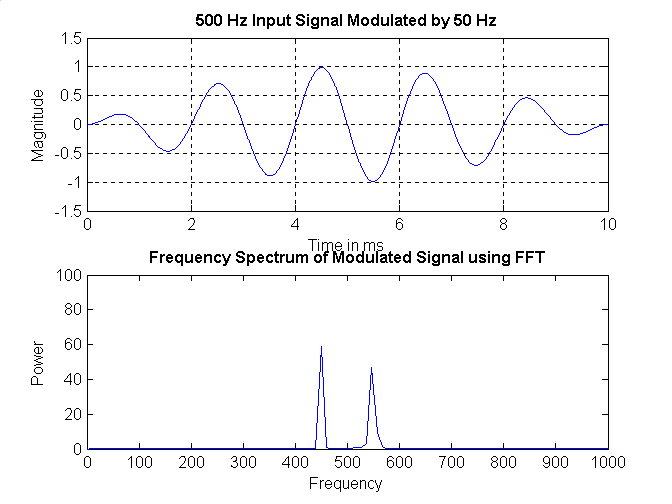 500 Hz Input Signal Modulated by 50 Hz
1.5
1
0.5
0
-0.5
-1
-1.5
Magnitude
0 2 4 6 8 10
Time in ms
Frequency Spectrum of Modulated Signal using FFT
100
80
60
40
20
0
Power
0 100 200 300 400 500 600 700 800 900 1000
Frequency